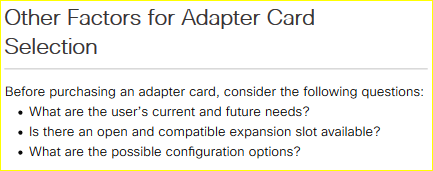 Other Factors for Adapter Card
Selection
Before purchasing an adapter card, consider the following questions:
• What are the user's current and future needs?
• Is there an open and compatible expansion slot available?
• What are the possible configuration options?